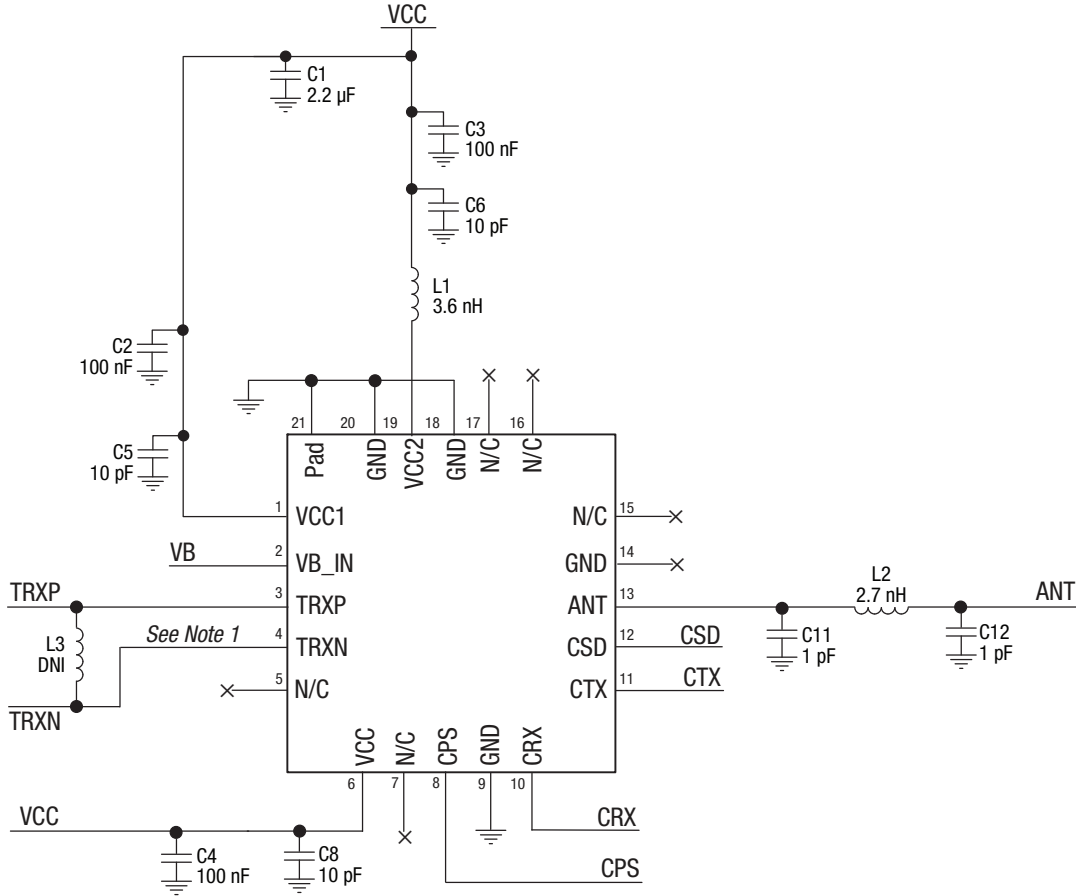 VCC
C1
2.2 µF
C3
100 nF
C6
10 pF
L1
3.6 nH
C2
100 nF
C5
10 pF
21
20
19
18
17
16
Pad
GND
VCC2
GND
N/C
N/C
1
VCC1
VB
2
VB_IN
TRXP
3
TRXP
L3
DNI
See Note 1
4
TRXN
TRXN
5
N/C
N/C
15
GND
14
ANT
13
L2
2.7 nH
ANT
C11
1 pF
C12
1 pF
CSD
12
CSD
CTX
11
CTX
VCC
N/C
CPS
GND
CRX
6
7
8
9
10
VCC
C4
100 nF
C8
10 pF
CRX
CPS